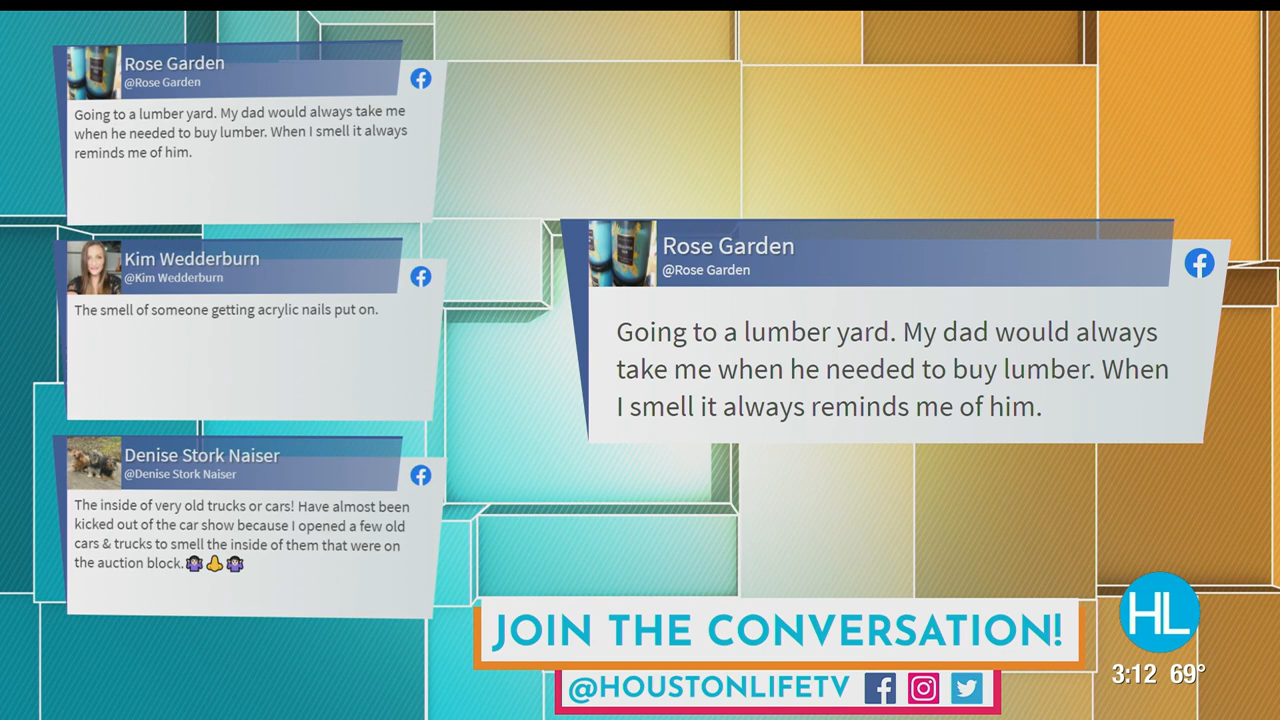 Rose Garden
@Rose Garden
Going to a lumber yard. My dad would always take me
when he needed to buy lumber. When I smell it always
reminds me of him.
Kim Wedderburn
@Kim Wedderburn
The smell of someone getting acrylic nails put on.
Denise Stork Naiser
@Denise Stork Naiser
The inside of very old trucks or cars! Have almost been
kicked out of the car show because I opened a few old
cars & trucks to smell the inside of them that were on
the auction block.🤷🏻‍♀️👃🤷🏻‍♀️
Rose Garden
@Rose Garden
Going to a lumber yard. My dad would always
take me when he needed to buy lumber. When
I smell it always reminds me of him.
JOIN THE CONVERSATION!
@HOUSTONLIFETV
HL
3:12 69°